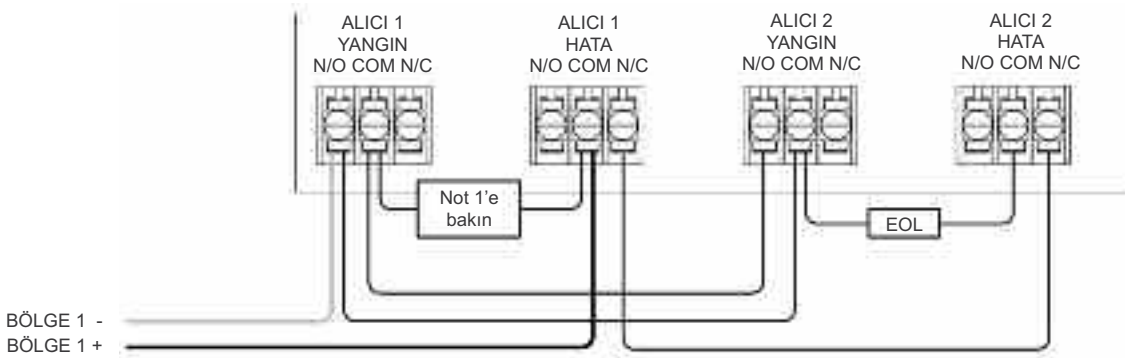 ALICI 1
YANGIN
N/O COM N/C
ALICI 1
HATA
N/O COM N/C
ALICI 2
YANGIN
N/O COM N/C
ALICI 2
HATA
N/O COM N/C
Not 1’e
bakın
EOL
BÖLGE 1 -
BÖLGE 1 +